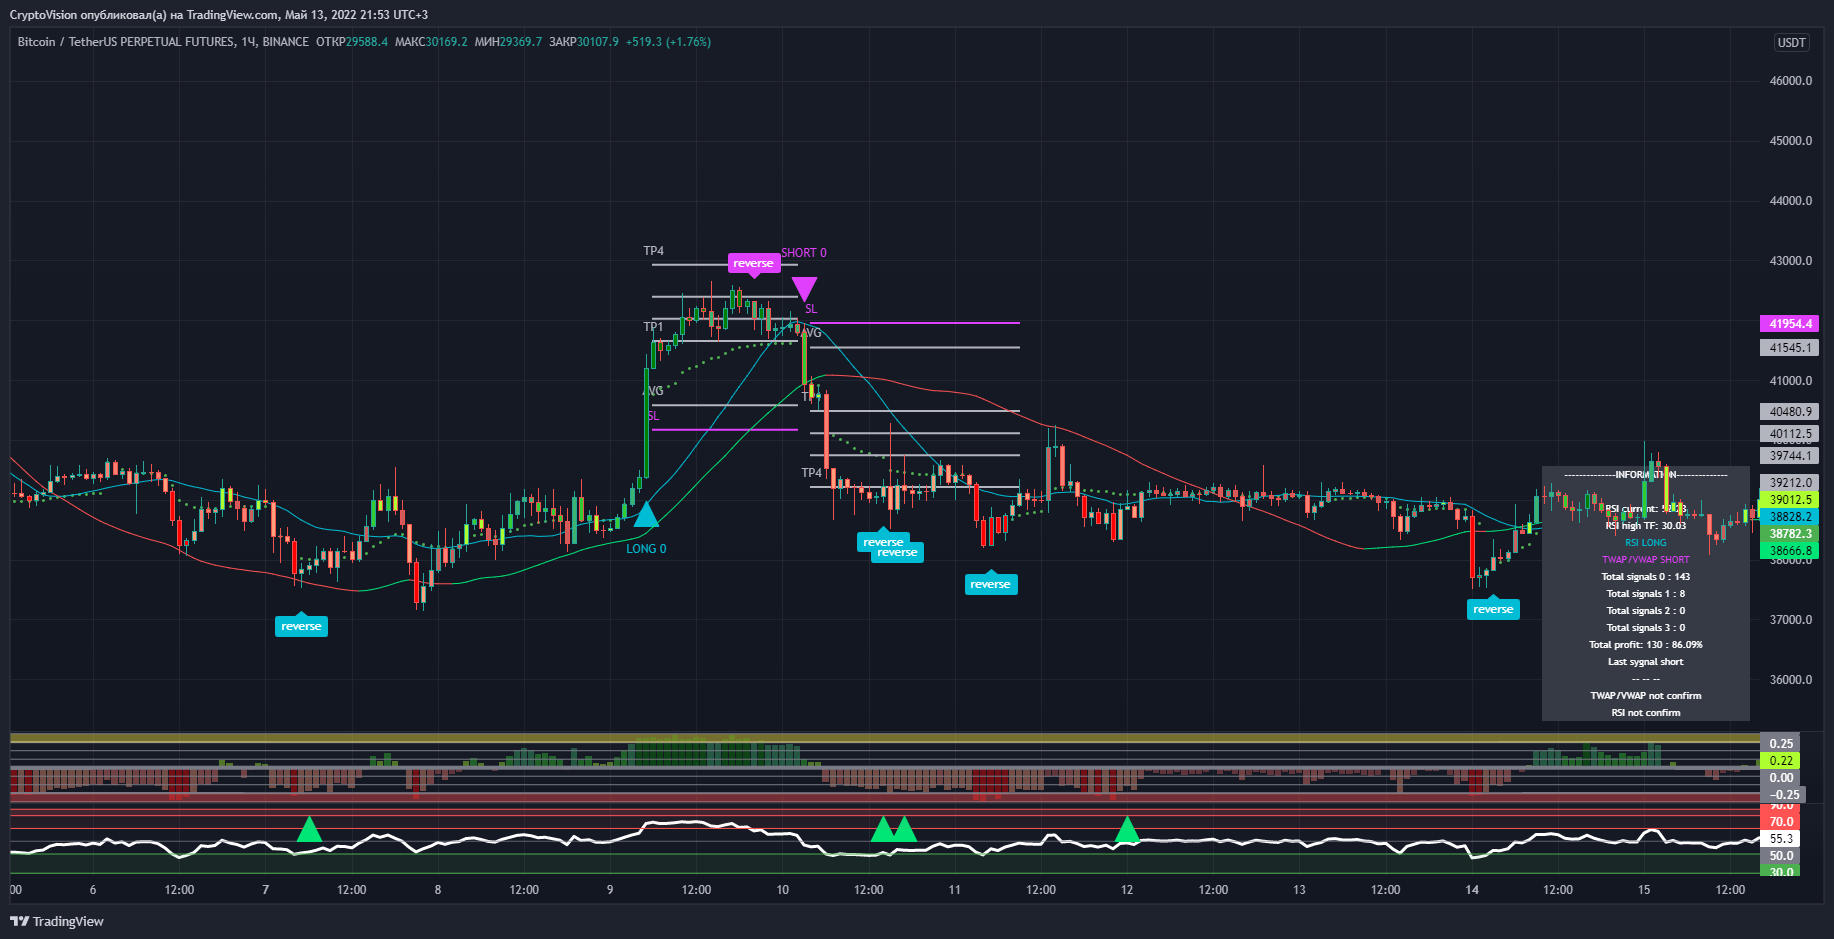 CryptoVision опубликовал(а) на TradingView.com, Май 13, 2022 21:53 UTC+3
Bitcoin / TetherUS PERPETUAL FUTURES, 1Ч, BINANCE ОТКР29588.4 МАКС30169.2 МИН29369.7 ЗАКР30107.9 +519.3 (+1.76%)
USDT
46000.0
45000.0
44000.0
TP4
reverse
SHORT 0
43000.0
SL
TP1
41954.4
41545.1
41000.0
SL
40480.9
40112.5
39744.1
TP4
39212.0
39012.5
38828.2
38782.3
38666.8
38000.0
LONG 0
reverse
reverse
reverse
reverse
reverse
37000.0
36000.0
RSI high TF: 30.03
RSI LONG
TWAP/VWAP SHORT
Total signals 0 : 143
Total signals 1 : 8
Total signals 2 : 0
Total signals 3 : 0
Total profit: 130 : 86.09%
Last sygnal short
-- -- --
TWAP/VWAP not confirm
RSI not confirm
0.25
0.22
0.00
−0.25
90.0
70.0
55.3
50.0
30.0
00 6 12:00 7 12:00 8 12:00 9 12:00 10 12:00 11 12:00 12 12:00 13 12:00 14 12:00 15 12:00
TradingView